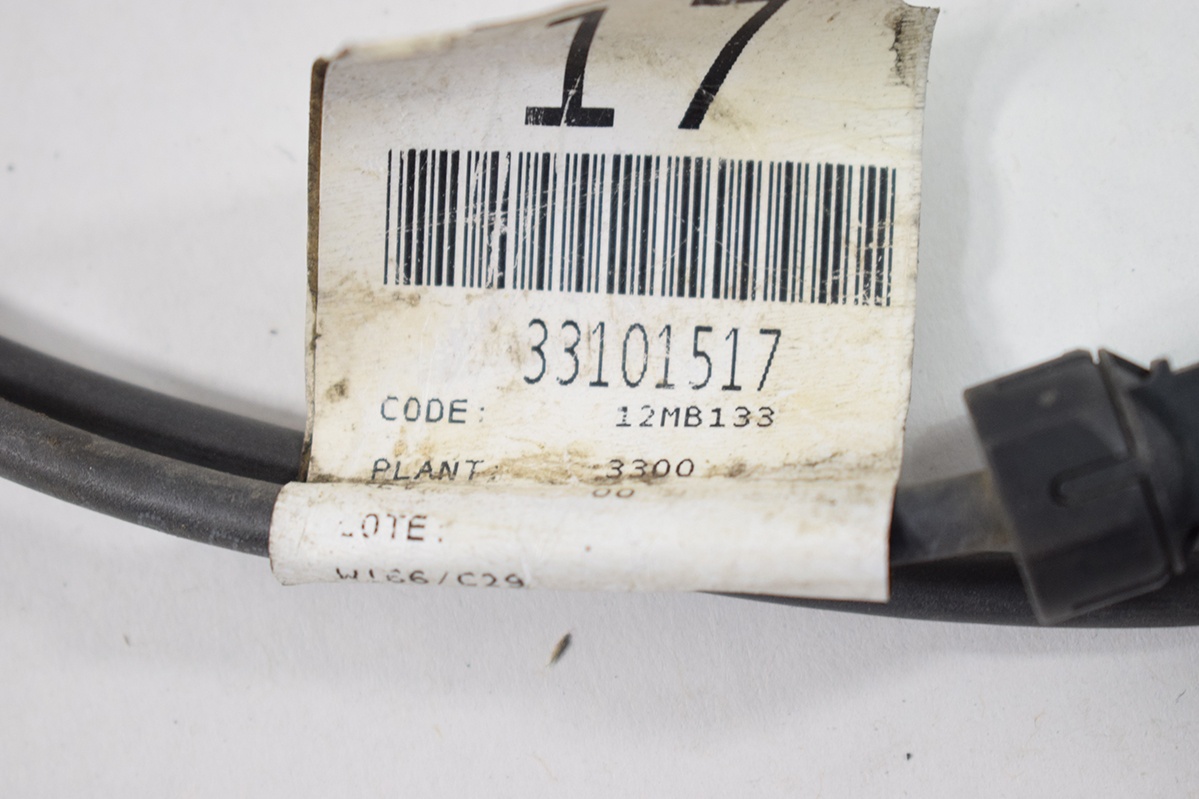 17
33101517
CODE: 12MB133
PLANT: 3300
LOTE: